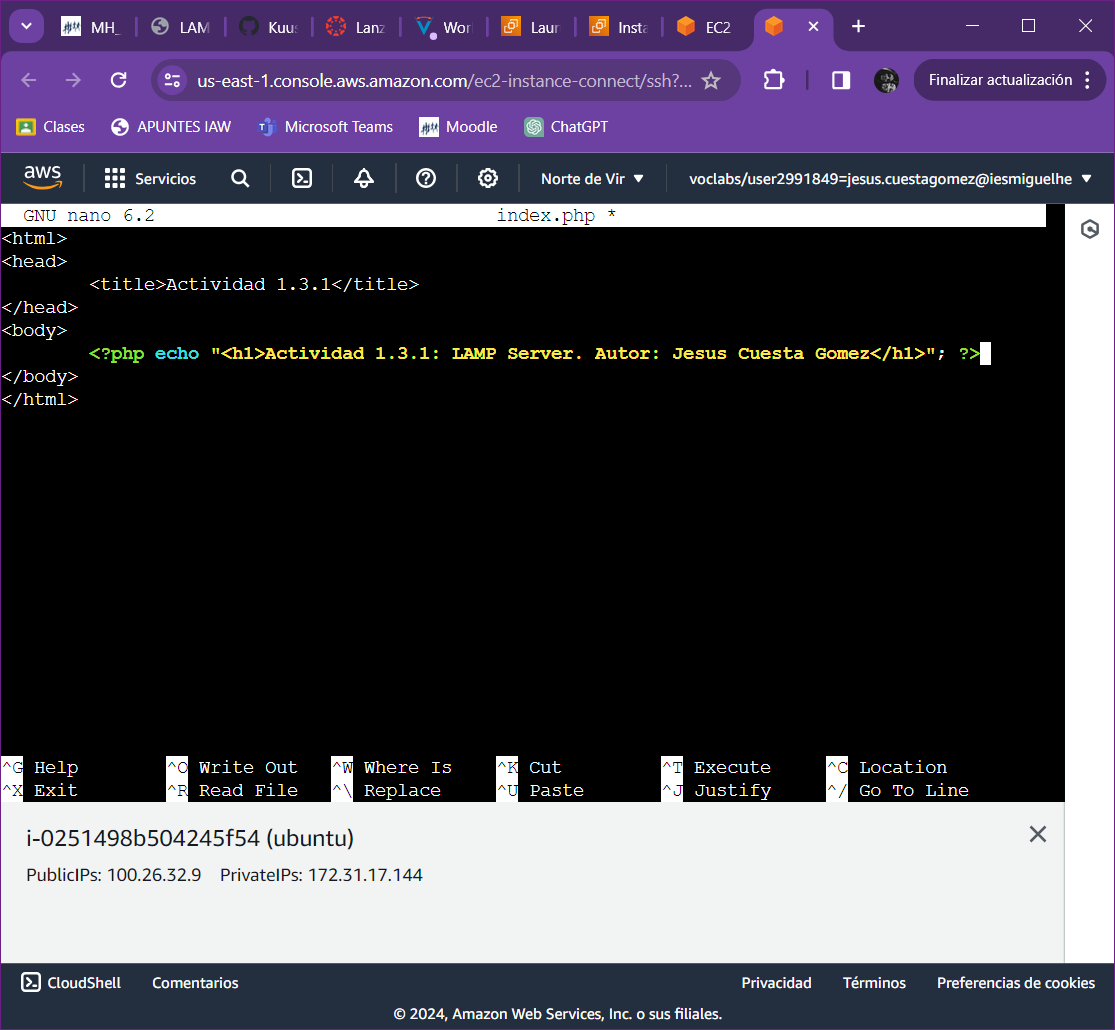 MH_ LAM Kuu Lanz Wor Laun Insta EC2
us-east-1.console.aws.amazon.com/ec2-instance-connect/ssh?... Finalizar actualización
Clases APUNTES IAW Microsoft Teams Moodle ChatGPT
aws Servicios Norte de Vir voclabs/user2991849=jesus.cuestagomez@iesmiguelhe
GNU nano 6.2 index.php *
<html>
<head>
<title>Actividad 1.3.1</title>
</head>
<body>
<?php echo "<h1>Actividad 1.3.1: LAMP Server. Autor: Jesus Cuesta Gomez</h1>"; ?>
</body>
</html>
^G Help ^O Write Out ^W Where Is ^K Cut ^T Execute ^C Location
^X Exit ^R Read File ^\ Replace ^U Paste ^J Justify ^/ Go To Line
i-0251498b504245f54 (ubuntu)
PublicIPs: 100.26.32.9 PrivateIPs: 172.31.17.144
CloudShell Comentarios Privacidad Términos Preferencias de cookies
© 2024, Amazon Web Services, Inc. o sus filiales.